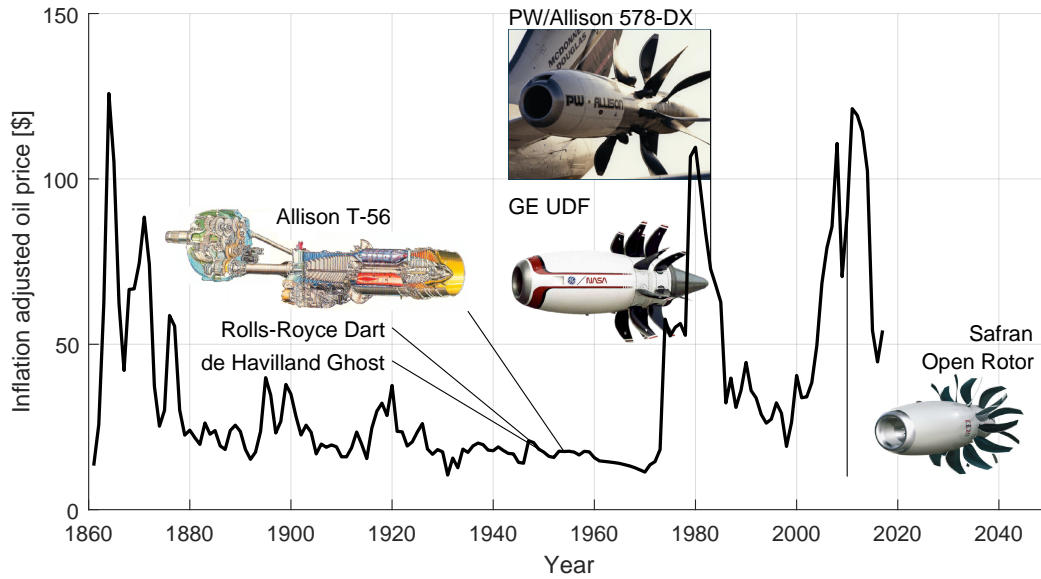 PW/Allison 578-DX
MCDONNELL
DOUGLAS
PW - ALLISON
150
100
50
0
Inflation adjusted oil price [$]
Allison T-56
GE UDF
NASA
Rolls-Royce Dart
de Havilland Ghost
Safran
Open Rotor
1860
1880
1900
1920
1940
1960
1980
2000
2020
2040
Year